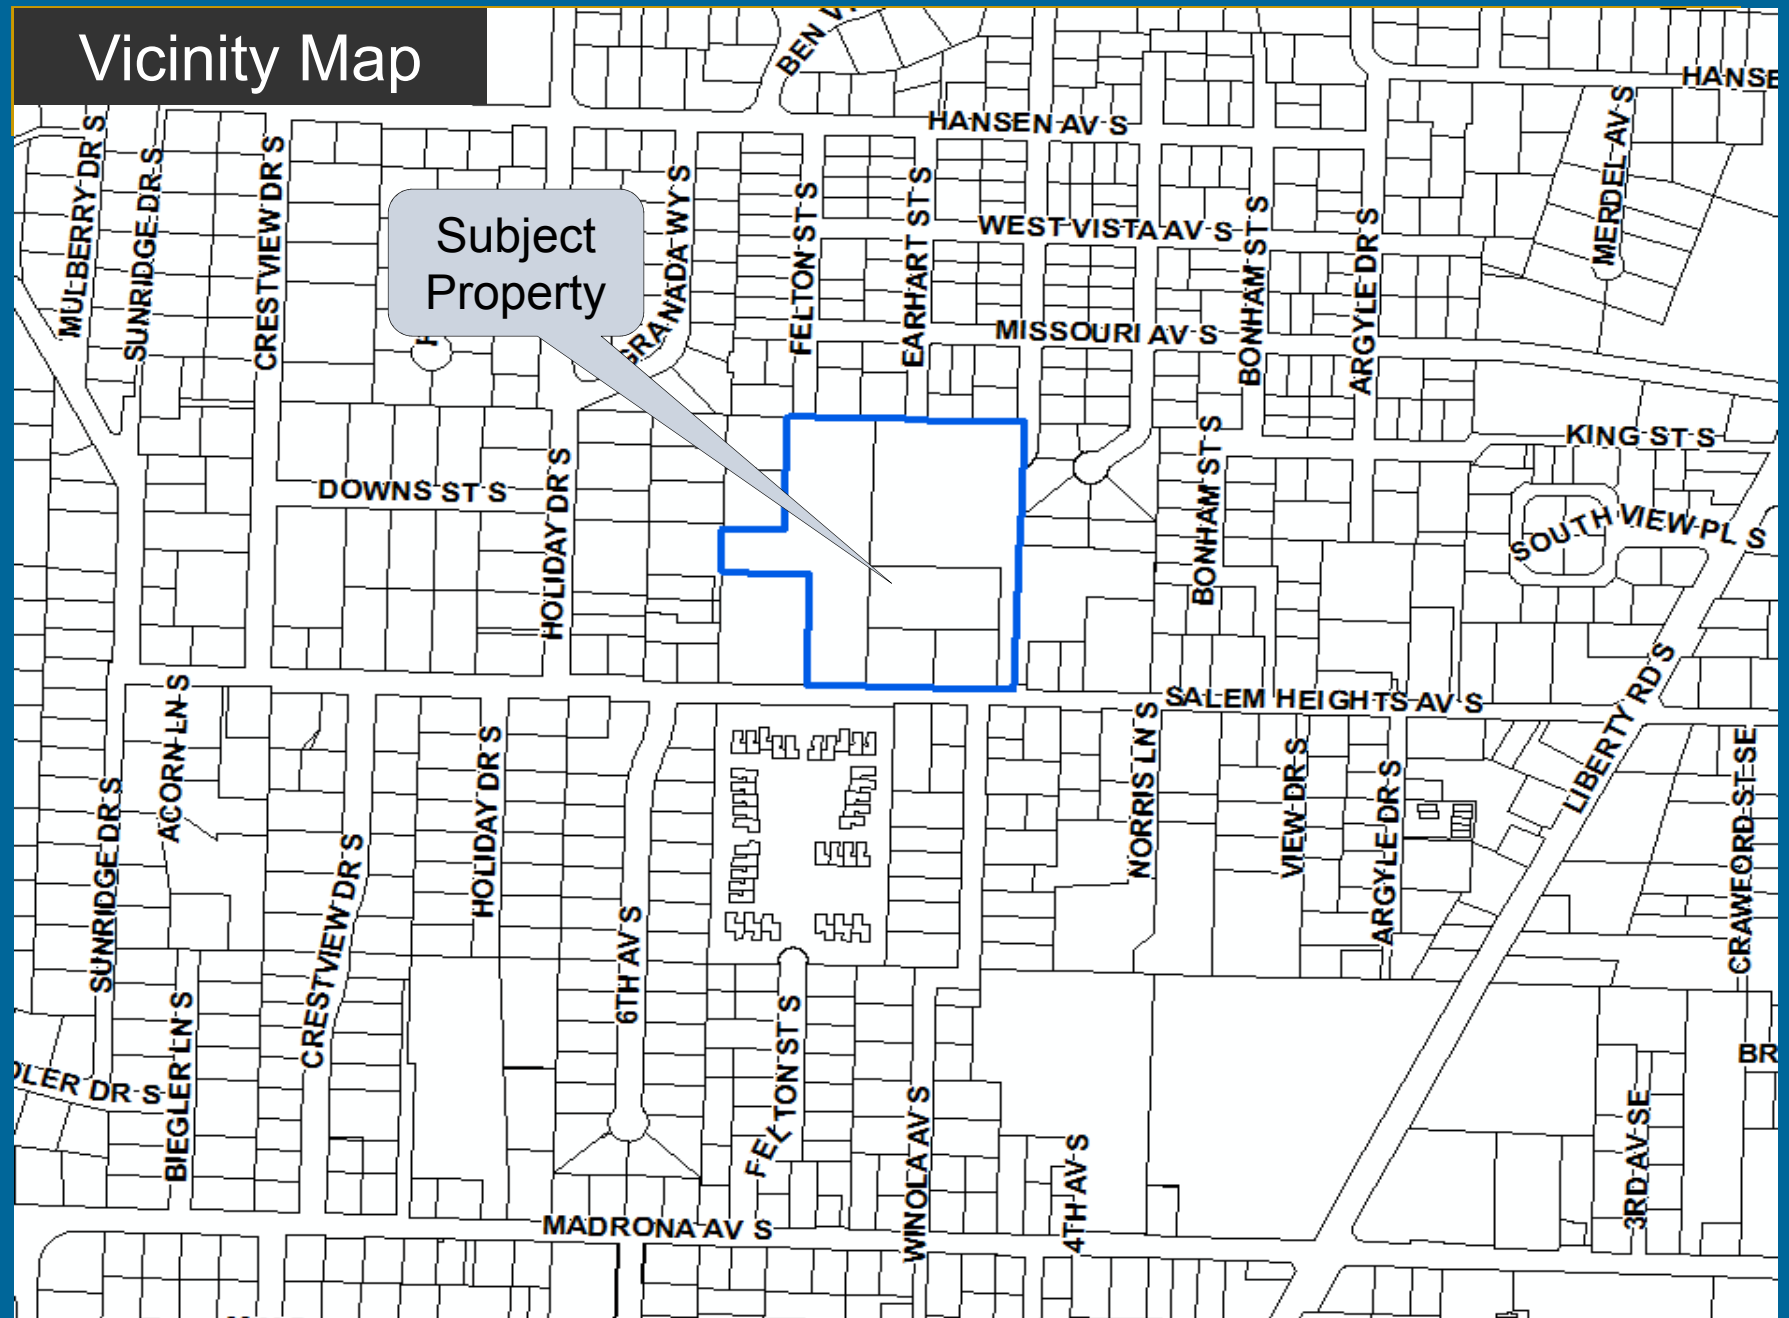 Vicinity Map
BEN
HANSE
HANSEN AV S
MULBERRY DR S
SUNRIDGE DR S
CRESTVIEW DR S
GRANADA WY S
FELTON ST S
EARHART ST S
WEST VISTA AV S
BONHAM ST S
ARGYLE DR S
MERDEL AV S
Subject
Property
MISSOURI AV S
KING ST S
DOWNS ST S
HOLIDAY DR S
BONHAM ST S
SOUTH VIEW PL S
SALEM HEIGHTS AV S
LIBERTY RD S
ACORN LN S
SUNRIDGE DR S
CRESTVIEW DR S
HOLIDAY DR S
6TH AV S
NORRIS LN S
VIEW DR S
ARGYLE DR S
CRAWFORD ST SE
BIEGLER LN S
DLER DR S
FELTON ST S
WINOLA AV S
4TH AV S
3RD AV SE
BR
MADRONA AV S